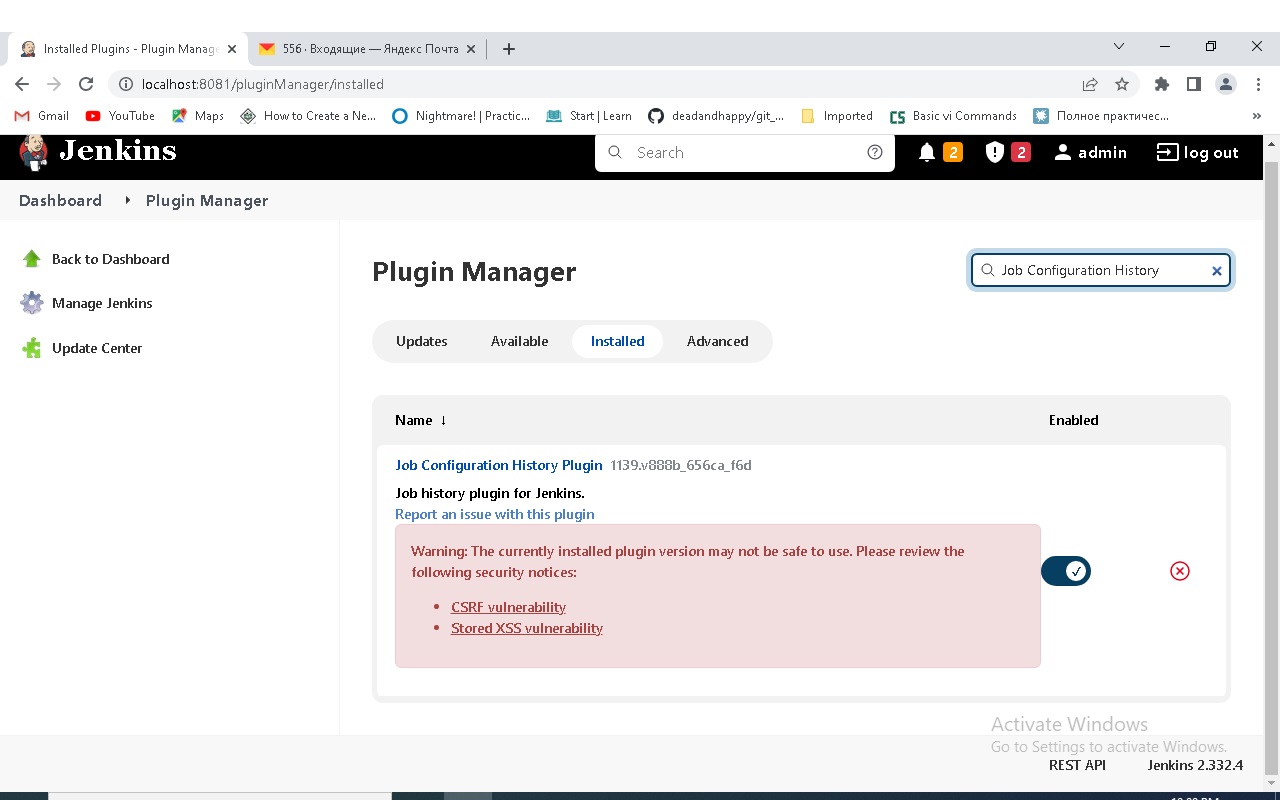 Installed Plugins - Plugin Manage
556 · Входящие — Яндекс Почта
localhost:8081/pluginManager/installed
Gmail
YouTube
Maps
How to Create a Ne...
Nightmare! | Practic...
Start | Learn
deadandhappy/git_...
Imported
Basic vi Commands
Полное практичес...
»
Jenkins
Search
2
2
admin
log out
Dashboard
Plugin Manager
Back to Dashboard
Manage Jenkins
Update Center
Plugin Manager
Job Configuration History
Updates
Available
Installed
Advanced
Name ↓
Enabled
Job Configuration History Plugin 1139.v888b_656ca_f6d
Job history plugin for Jenkins.
Report an issue with this plugin
Warning: The currently installed plugin version may not be safe to use. Please review the
following security notices:
• CSRF vulnerability
• Stored XSS vulnerability
Activate Windows
Go to Settings to activate Windows.
REST API
Jenkins 2.332.4